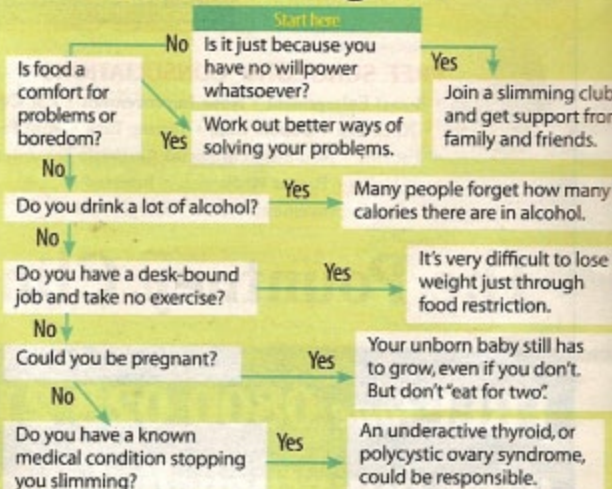 Start here
No
Is it just because you
have no willpower
whatsoever?
Yes
Join a slimming club
and get support from
family and friends.
Is food a
comfort for
problems or
boredom?
Yes
Work out better ways of
solving your problems.
No
Do you drink a lot of alcohol?
Yes
Many people forget how many
calories there are in alcohol.
No
Do you have a desk-bound
job and take no exercise?
Yes
It's very difficult to lose
weight just through
food restriction.
No
Could you be pregnant?
Yes
Your unborn baby still has
to grow, even if you don't.
But don't "eat for two".
No
Do you have a known
medical condition stopping
you slimming?
Yes
An underactive thyroid, or
polycystic ovary syndrome,
could be responsible.